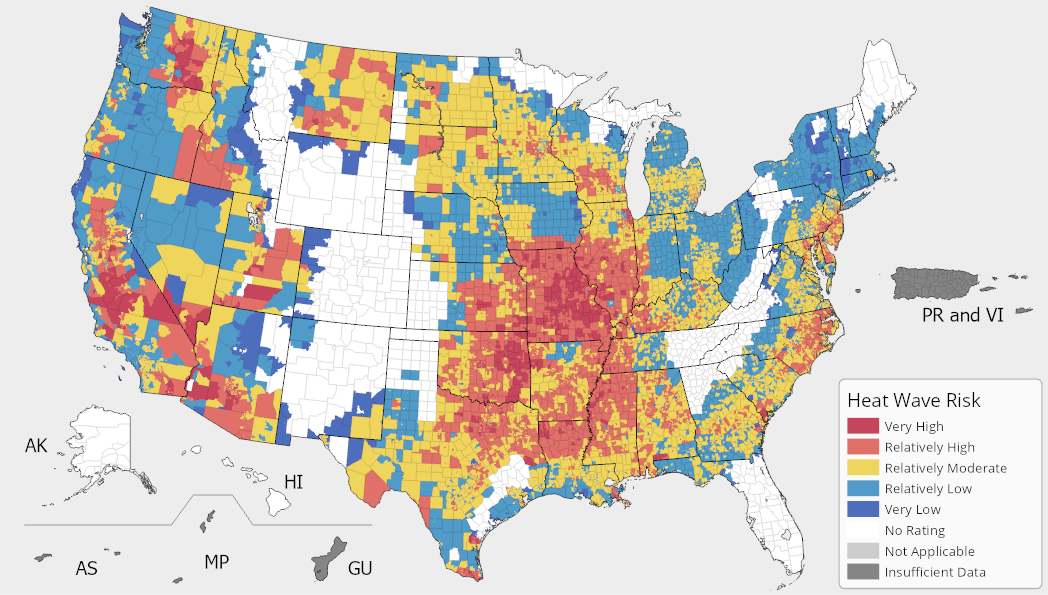 PR and VI
AK
HI
AS
MP
GU
Heat Wave Risk
Very High
Relatively High
Relatively Moderate
Relatively Low
Very Low
No Rating
Not Applicable
Insufficient Data